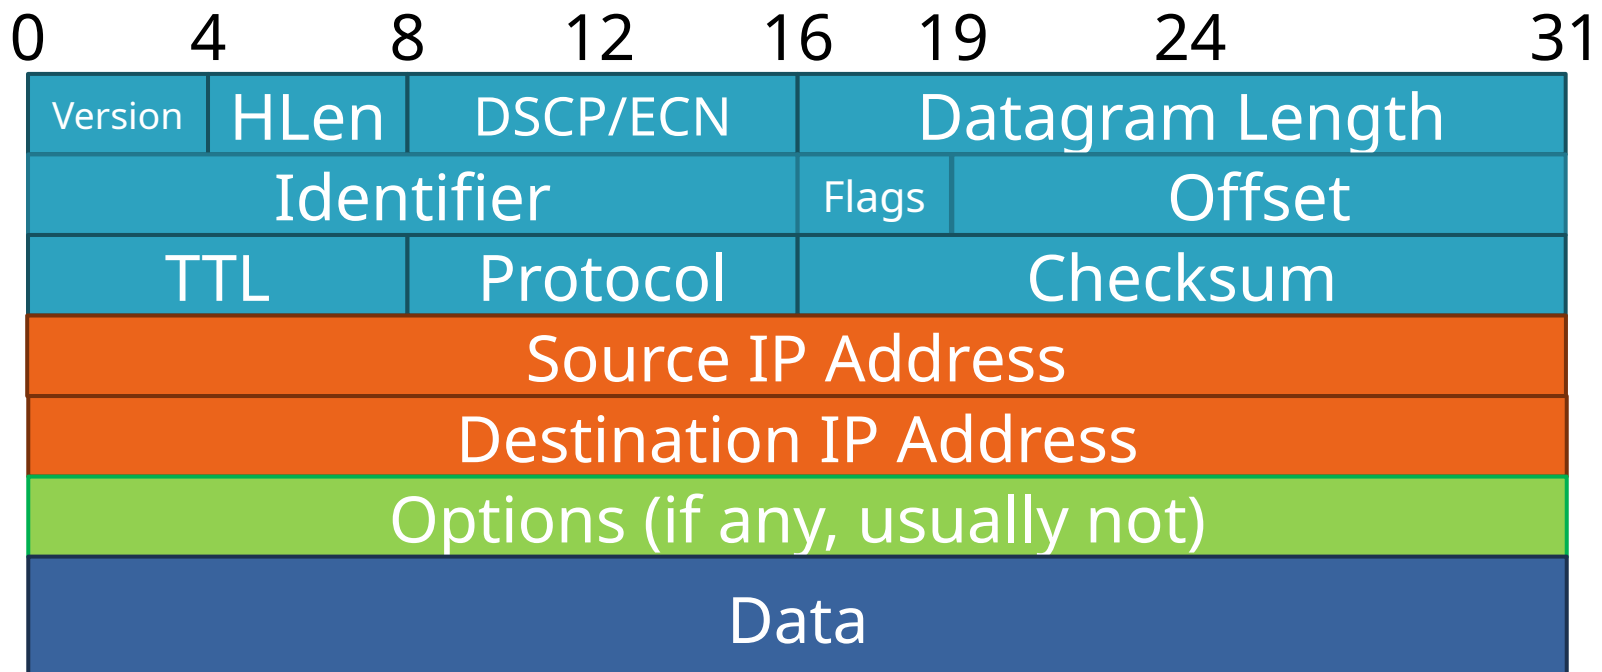 0 4 8 12 16 19 24 31
Version HLen DSCP/ECN Datagram Length
Identifier Flags Offset
TTL Protocol Checksum
Source IP Address
Destination IP Address
Options (if any, usually not)
Data